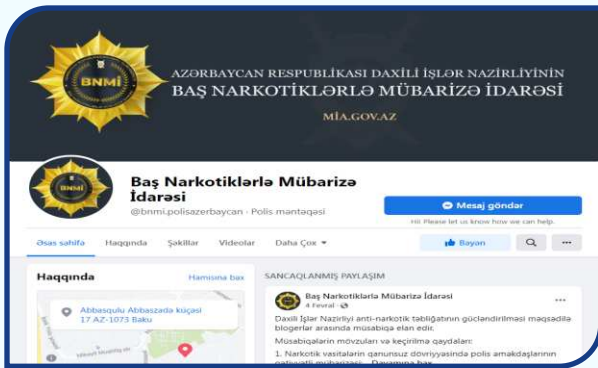 BNMİ
AZƏRBAYCAN RESPUBLİKASI DAXİLİ İŞLƏR NAZİRLİYİNİN
BAŞ NARKOTİKLƏRLƏ MÜBARİZƏ İDARƏSİ
MİA.GOV.AZ
BNMİ
Baş Narkotiklərlə Mübarizə
İdarəsi
@bnmi.polisazerbaycan · Polis məntəqəsi
Mesaj göndər
Hi! Please let us know how we can help.
Əsas səhifə Haqqında Şəkillər Videolar Daha Çox
Bəyən
Haqqında Hamısına bax
Abbasqulu Abbaszadə küçəsi
17 AZ-1073 Baku
SANCAQLANMIŞ PAYLAŞIM
Baş Narkotiklərlə Mübarizə İdarəsi
4 Fevral
Daxili İşlər Nazirliyi anti-narkotik təbliğatının gücləndirilməsi məqsədilə
blogerlər arasında müsabiqə elan edir.
Müsabiqələrin mövzuları və keçirilmə qaydaları:
1. Narkotik vasitələrin qanunsuz dövriyyəsində polis əməkdaşlarının